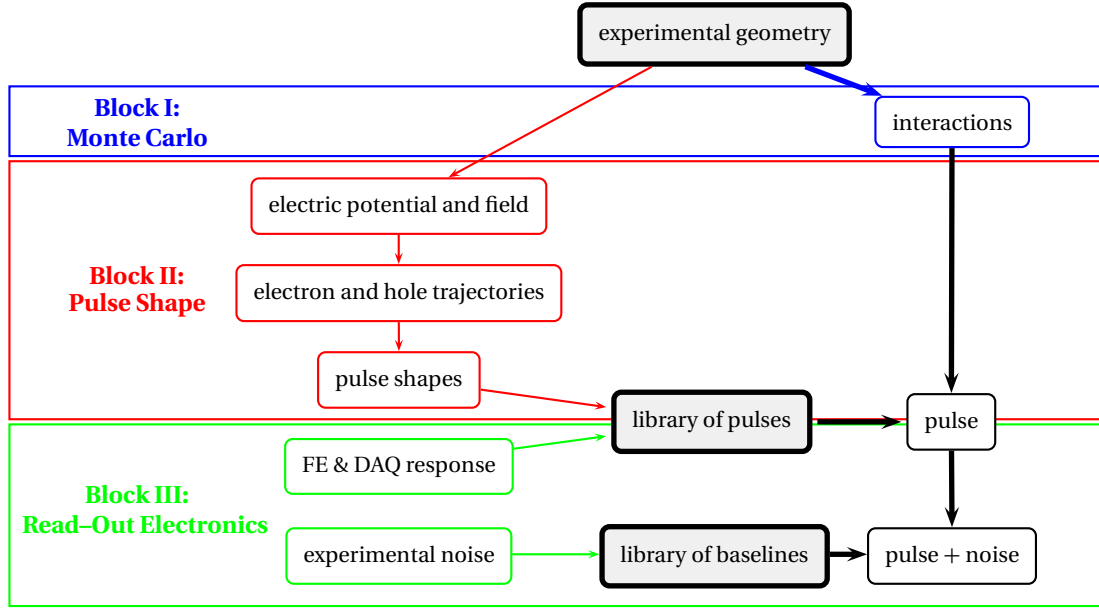 experimental geometry
Block I:
Monte Carlo
interactions
electric potential and field
Block II:
Pulse Shape
electron and hole trajectories
pulse shapes
library of pulses
pulse
FE & DAQ response
Block III:
Read–Out Electronics
experimental noise
library of baselines
pulse + noise